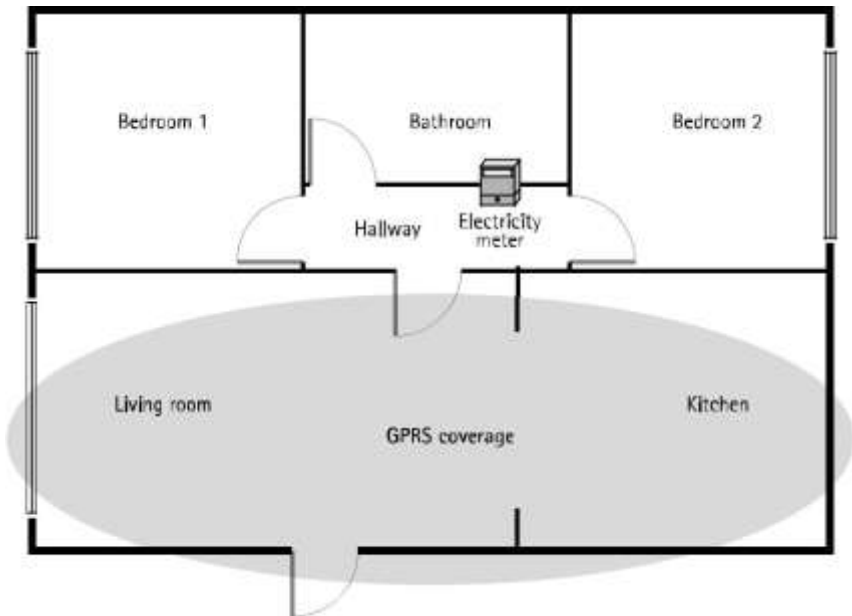 Bedroom 1
Bathroom
Bedroom 2
Hallway
Electricity
meter
Living room
Kitchen
GPRS coverage